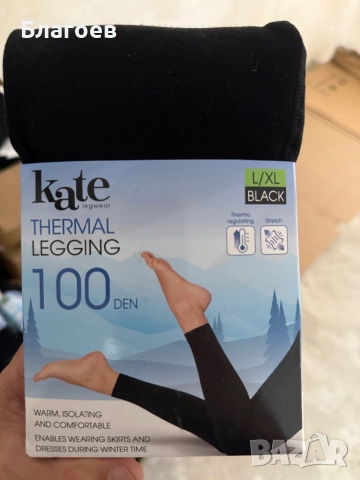 Благоев
kate
legwear
L/XL
BLACK
THERMAL
LEGGING
Thermo
regulating
Stretch
100 DEN
WARM, ISOLATING
AND COMFORTABLE
ENABLES WEARING SKIRTS AND
DRESSES DURING WINTER TIME
BAZAR
bg